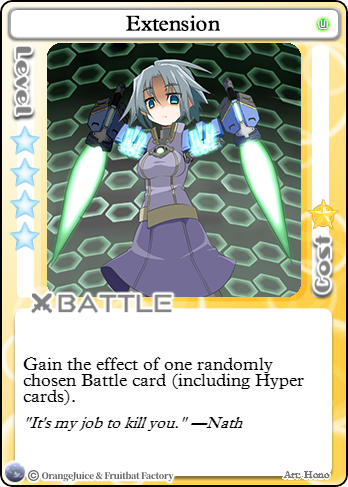 Extension
U
Level
Cost
BATTLE
Gain the effect of one randomly
chosen Battle card (including Hyper
cards).
"It's my job to kill you." —Nath
© OrangeJuice & Fruitbat Factory
Art: Hono